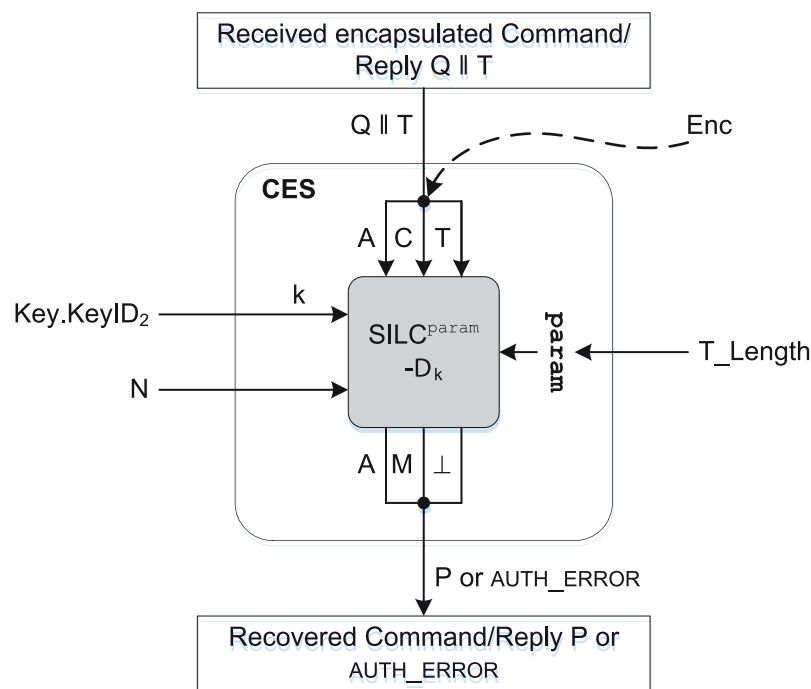 Received encapsulated Command/
Reply Q ǁ T
Q ǁ T
Enc
CES
A C T
Key.KeyID₂
k
SILCᵖᵃʳᵃᵐ
-Dₖ
param
T_Length
N
A M ⊥
P or AUTH_ERROR
Recovered Command/Reply P or
AUTH_ERROR